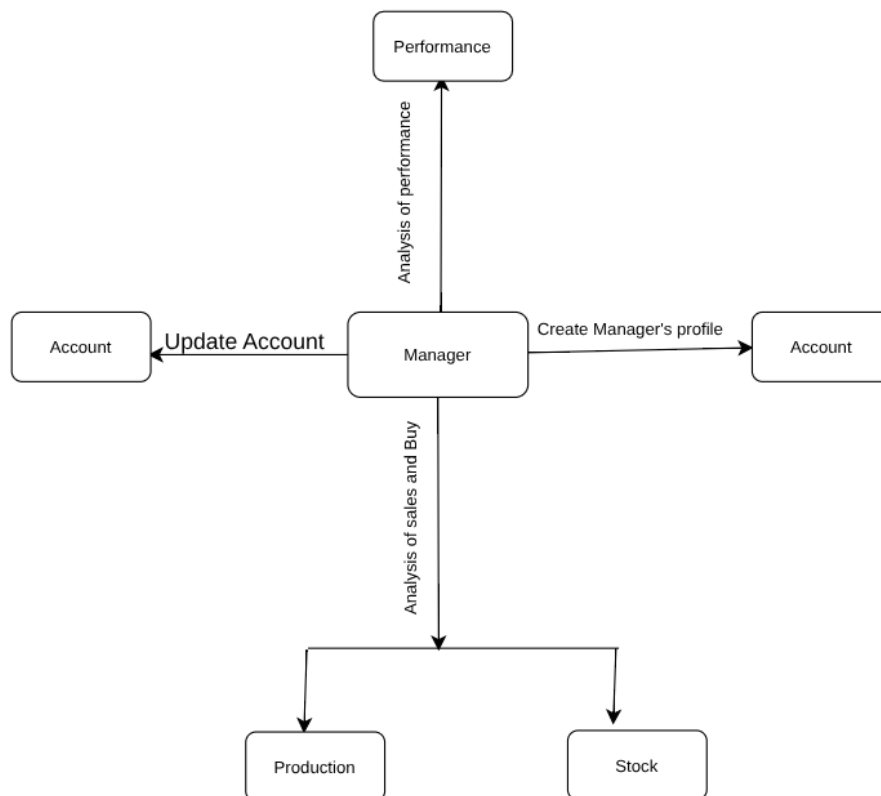 Performance
Analysis of performance
Account
Update Account
Manager
Create Manager's profile
Account
Analysis of sales and Buy
Production
Stock